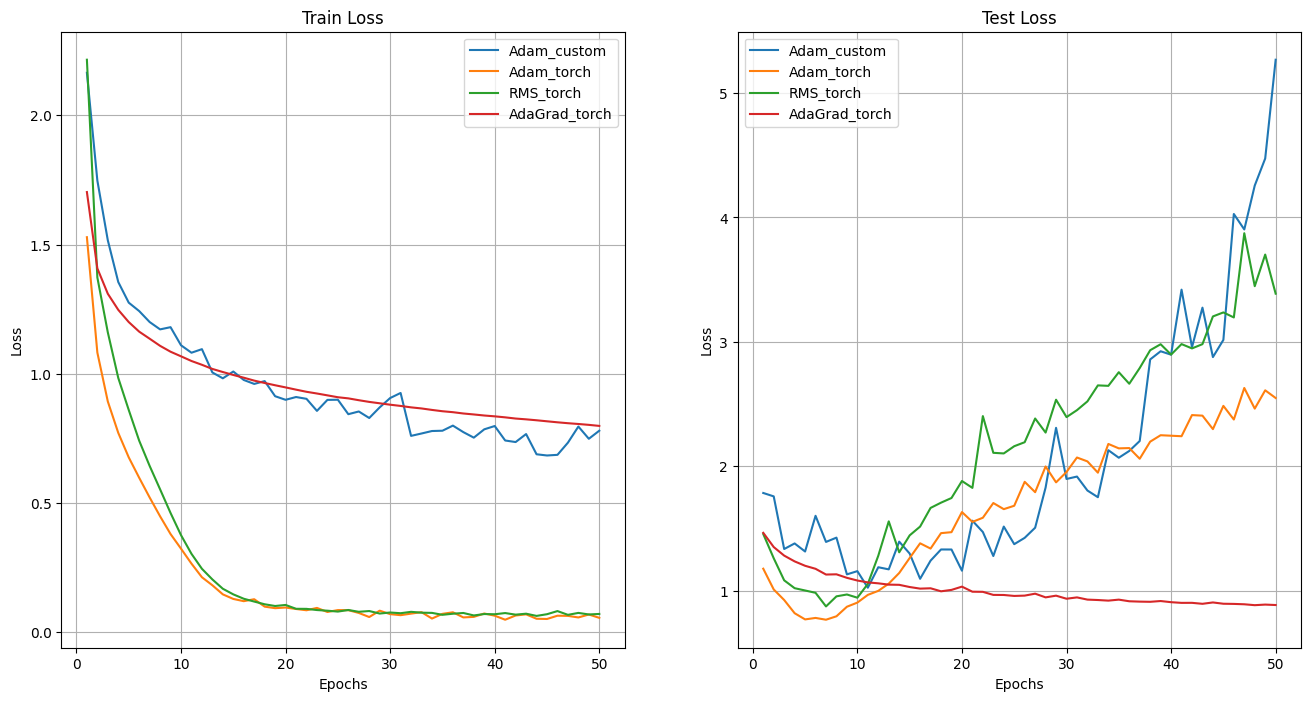 Train Loss
Adam_custom
Adam_torch
RMS_torch
AdaGrad_torch
2.0
1.5
1.0
0.5
0.0
Loss
0
10
20
30
40
50
Epochs
Test Loss
Adam_custom
Adam_torch
RMS_torch
AdaGrad_torch
5
4
3
2
1
Loss
0
10
20
30
40
50
Epochs